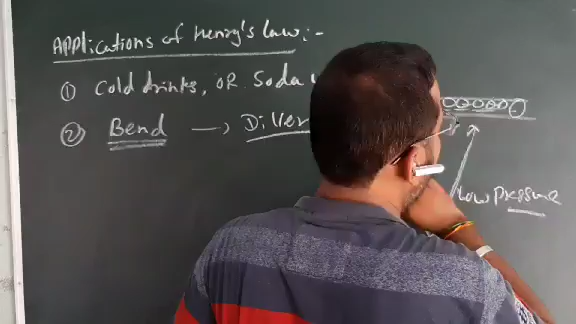 Applications of Henry's law:-
① Cold drinks, OR Soda
② Bend → Diver
Low Pressure